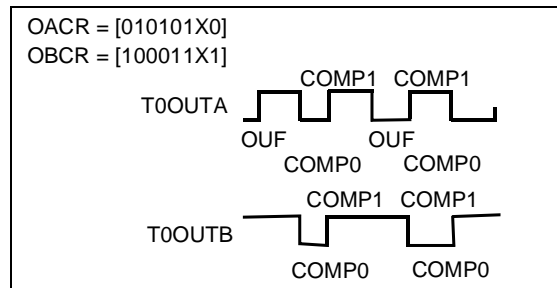 OACR = [010101X0]
OBCR = [100011X1]
COMP1 COMP1
T0OUTA
OUF OUF
COMP0 COMP0
COMP1 COMP1
T0OUTB
COMP0 COMP0